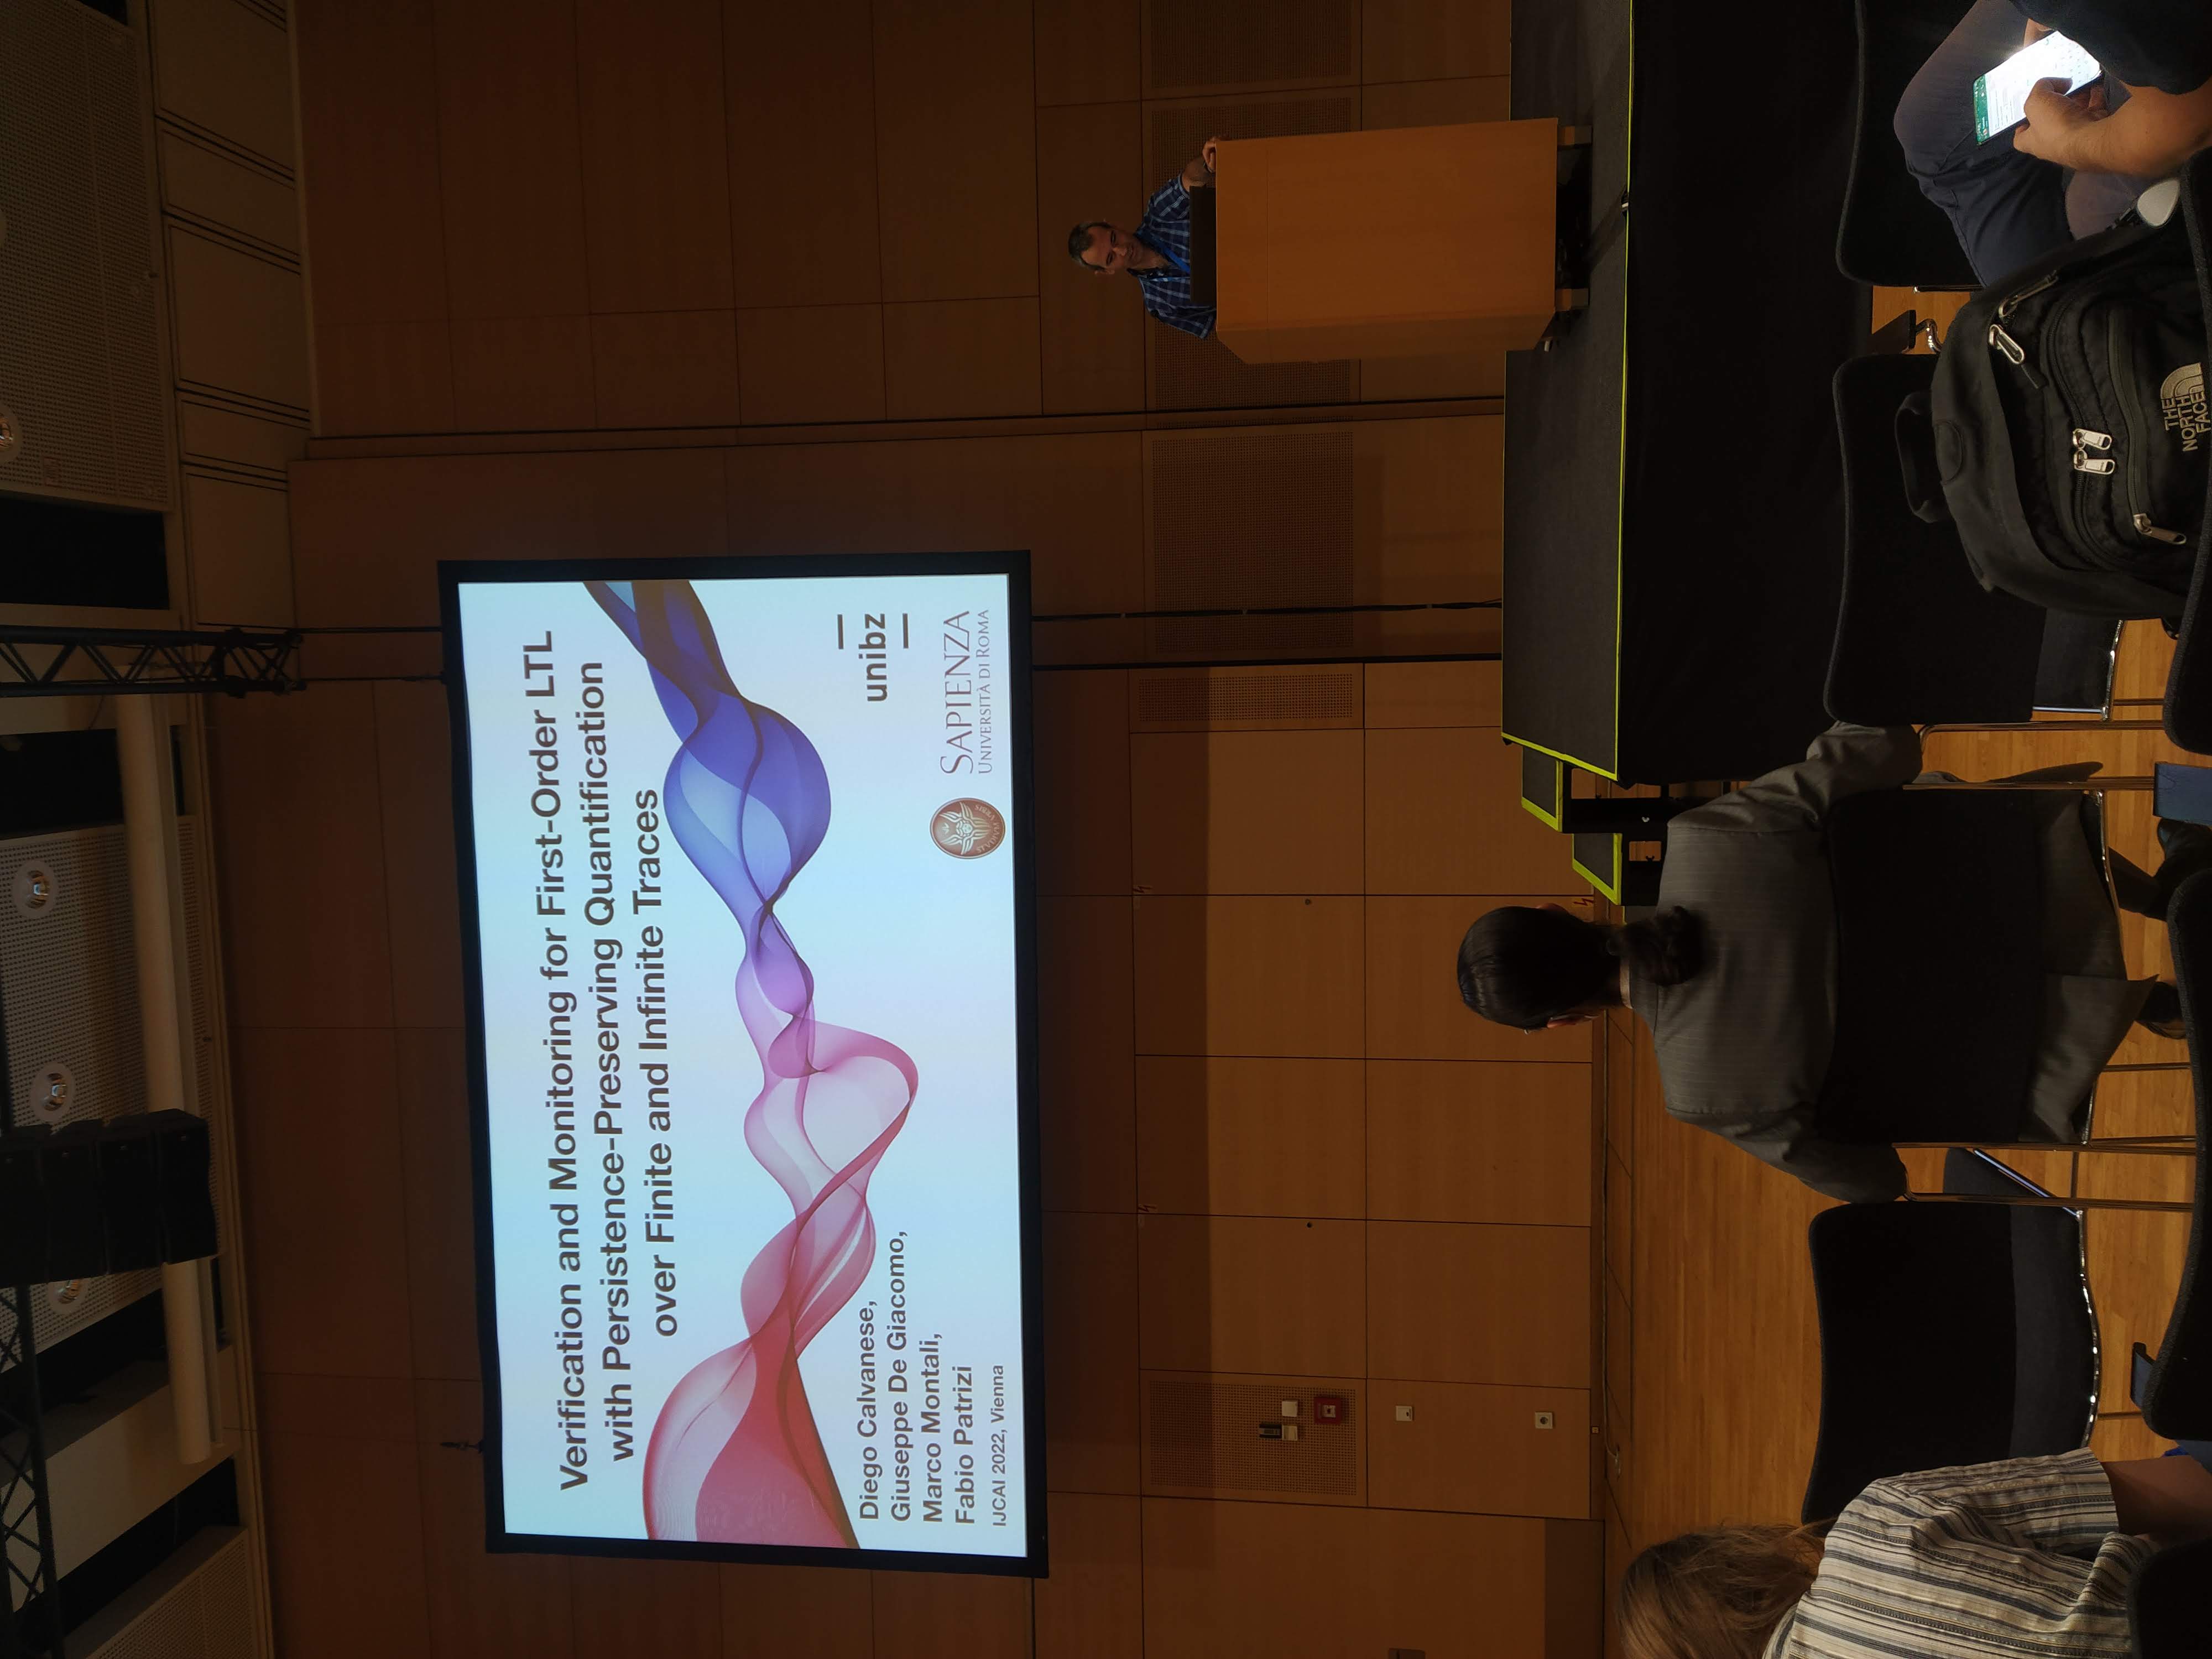 Verification and Monitoring for First-Order LTL
with Persistence-Preserving Quantification
over Finite and Infinite Traces
Diego Calvanese,
Giuseppe De Giacomo,
Marco Montali,
Fabio Patrizi
IJCAI 2022, Vienna
unibz
SAPIENZA
UNIVERSITÀ DI ROMA
THE
NORTH
FACE